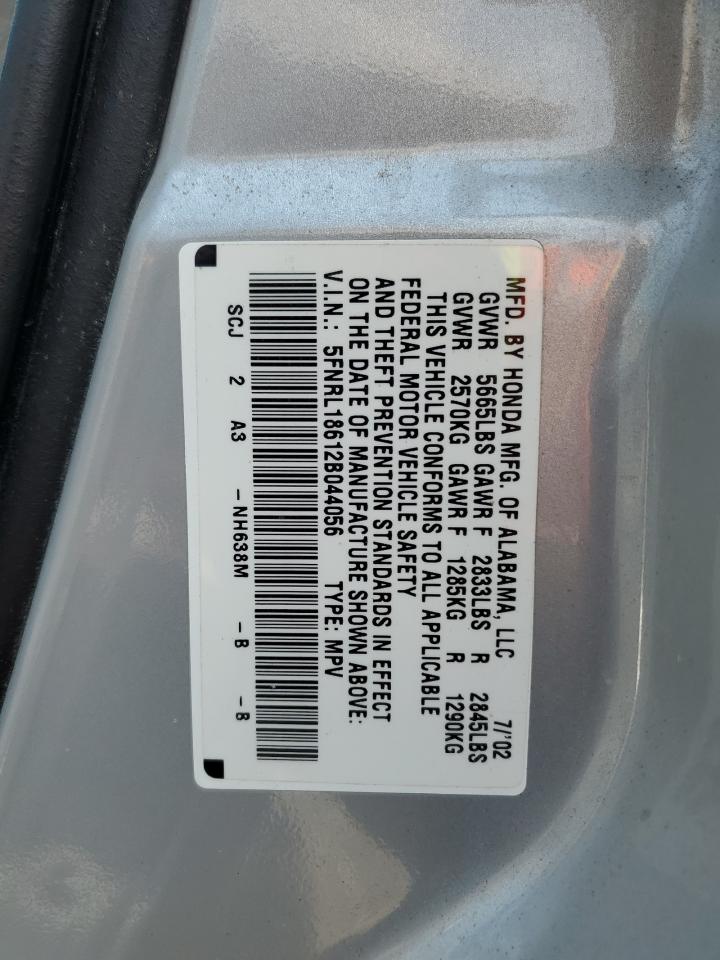 MFD. BY HONDA MFG. OF ALABAMA, LLC 7/'02
GVWR 5665LBS GAWR F 2833LBS R 2845LBS
GVWR 2570KG GAWR F 1285KG R 1290KG
THIS VEHICLE CONFORMS TO ALL APPLICABLE
FEDERAL MOTOR VEHICLE SAFETY
AND THEFT PREVENTION STANDARDS IN EFFECT
ON THE DATE OF MANUFACTURE SHOWN ABOVE:
V.I.N.: 5FNRL18612B044056 TYPE: MPV
SCJ 2 A3 -NH638M -B -B